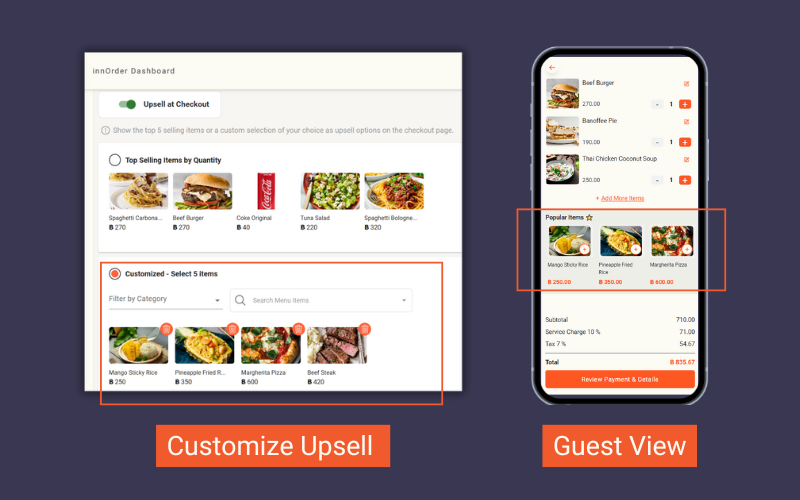 innOrder Dashboard
Upsell at Checkout
Show the top 5 selling items or a custom selection of your choice as upsell options on the checkout page.
Top Selling Items by Quantity
Spaghetti Carbona... Beef Burger Coke Original Tuna Salad Spaghetti Bologne...
฿ 270 ฿ 270 ฿ 40 ฿ 220 ฿ 320
Customized - Select 5 Items
Filter by Category Search Menu Items
Mango Sticky Rice Pineapple Fried R... Margherita Pizza Beef Steak
฿ 250 ฿ 350 ฿ 600 ฿ 420
Customize Upsell
Beef Burger
270.00 - 1 +
Banoffee Pie
190.00 - 1 +
Thai Chicken Coconut Soup
250.00 - 1 +
+ Add More Items
Popular Items
Mango Sticky Rice Pineapple Fried Margherita Pizza
Rice
฿ 250.00 ฿ 350.00 ฿ 600.00
Subtotal 710.00
Service Charge 10 % 71.00
Tax 7 % 54.67
Total ฿ 835.67
Review Payment & Details
Guest View